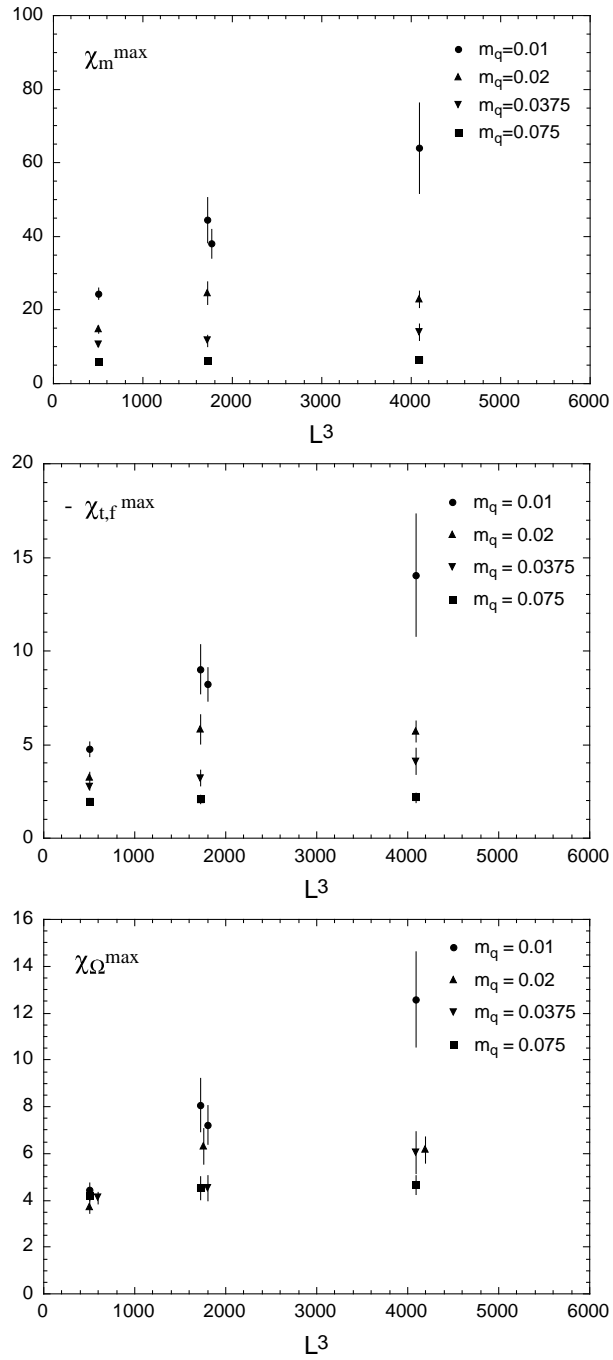 100
χm max
mq=0.01
mq=0.02
mq=0.0375
mq=0.075
80
60
40
20
0
0 1000 2000 3000 4000 5000 6000
L3
20
- χt,f max
mq = 0.01
mq = 0.02
mq = 0.0375
mq = 0.075
15
10
5
0
0 1000 2000 3000 4000 5000 6000
L3
16
χΩ max
mq = 0.01
mq = 0.02
mq = 0.0375
mq = 0.075
14
12
10
8
6
4
2
0
0 1000 2000 3000 4000 5000 6000
L3